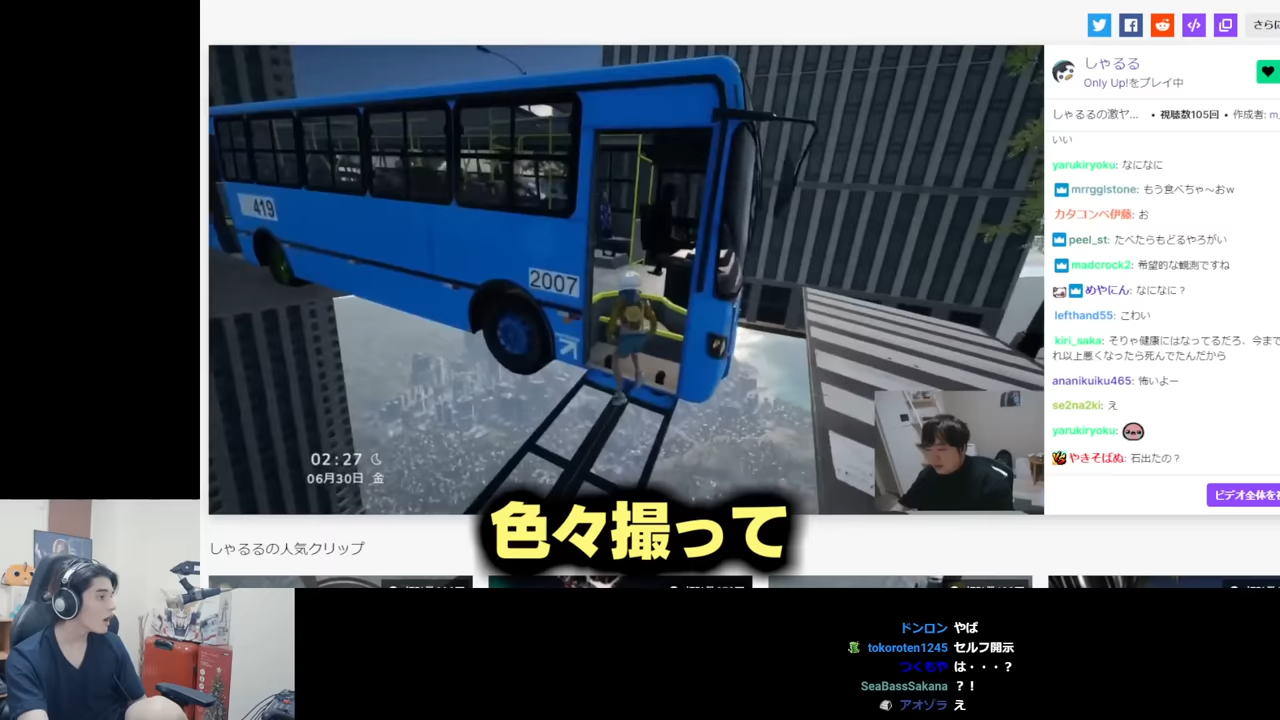 さらに
しゃるる
Only Up!をプレイ中
しゃるるの激ヤ... ・ 視聴数105回 ・ 作成者: m_
いい
yarukiryoku: なになに
mrrgglstone: もう食べちゃ～おw
カタコンベ伊藤: お
peel_st: たべたらもどるやろがい
madcrock2: 希望的な観測ですね
めやにん: なになに？
lefthand55: こわい
kiri_saka: そりゃ健康にはなってるだろ、今まで
れ以上悪くなったら死んでたんだから
ananikuiku465: 怖いよー
se2na2ki: え
yarukiryoku:
やきそばぬ: 石出たの？
ビデオ全体を
419
2007
02:27
06月30日 金
色々撮って
しゃるるの人気クリップ
ドンロン やば
tokoroten1245 セルフ開示
つくもや は・・・？
SeaBassSakana ？！
アオゾラ え